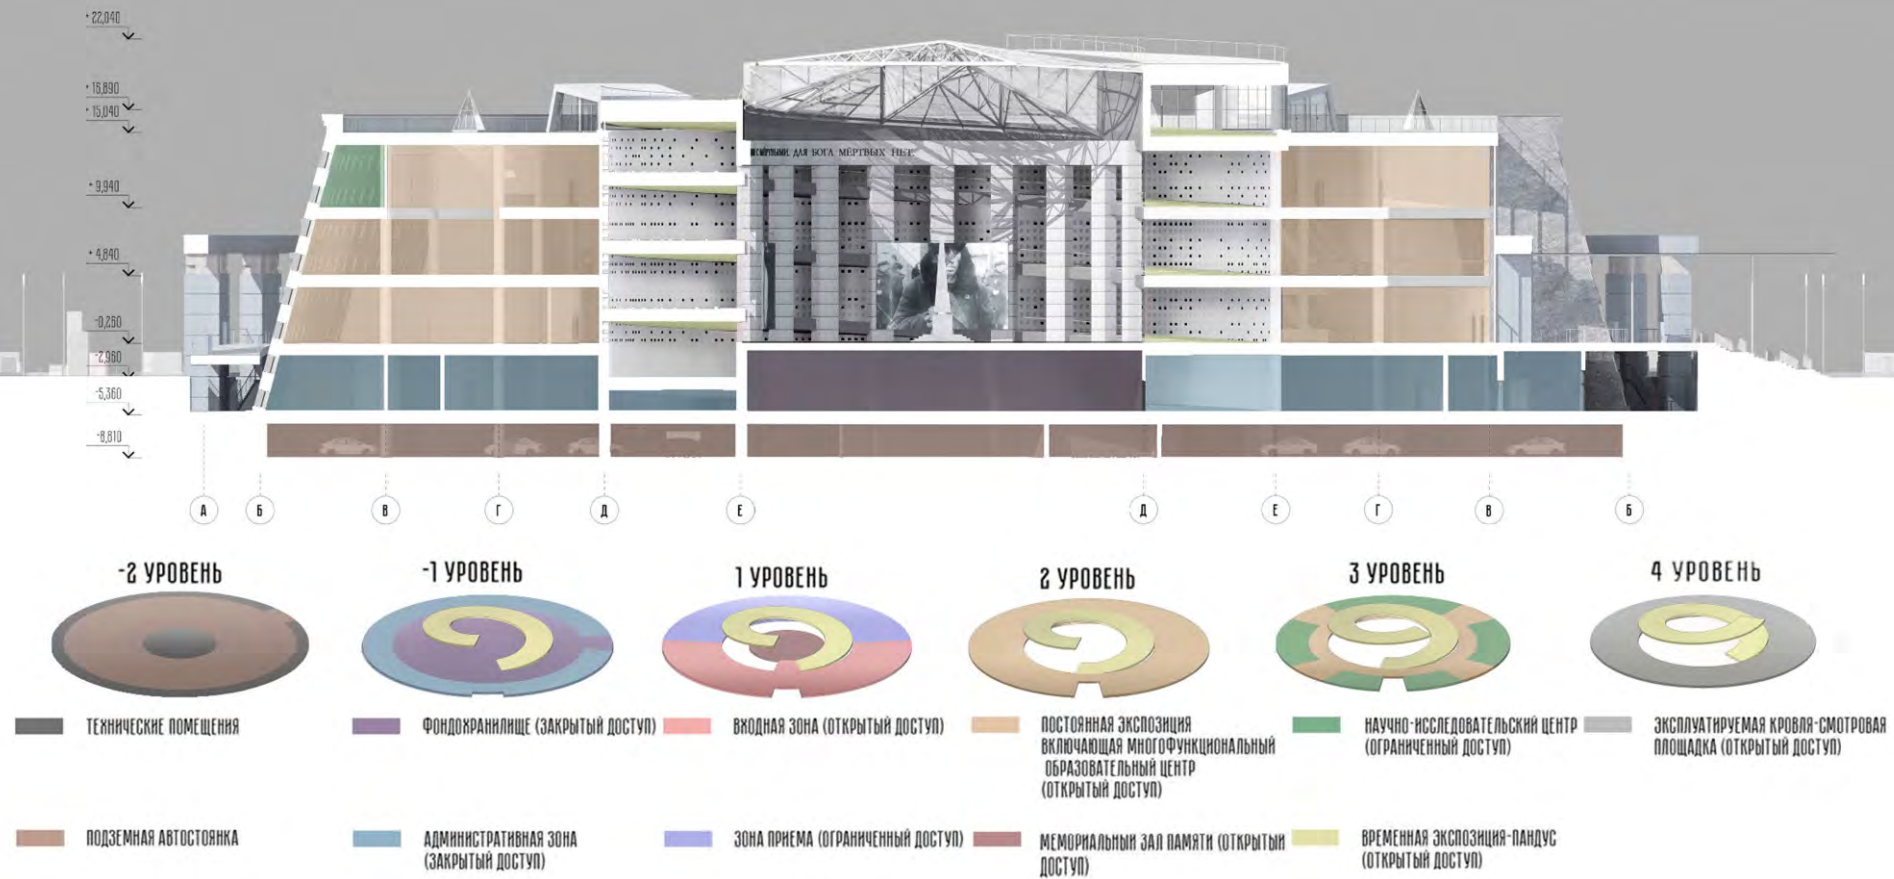 +22,040
+16,890
+15,040
+9,940
+4,840
-0,260
-2,960
-5,360
-8,810
ДЛЯ БОГА МЁРТВЫХ НЕТ.
А Б В Г Д Е Д Е Г В Б
-2 УРОВЕНЬ
-1 УРОВЕНЬ
1 УРОВЕНЬ
2 УРОВЕНЬ
3 УРОВЕНЬ
4 УРОВЕНЬ
ТЕХНИЧЕСКИЕ ПОМЕЩЕНИЯ
ФОНДОХРАНИЛИЩЕ (ЗАКРЫТЫЙ ДОСТУП)
ВХОДНАЯ ЗОНА (ОТКРЫТЫЙ ДОСТУП)
ПОСТОЯННАЯ ЭКСПОЗИЦИЯ
ВКЛЮЧАЮЩАЯ МНОГОФУНКЦИОНАЛЬНЫЙ
ОБРАЗОВАТЕЛЬНЫЙ ЦЕНТР
(ОТКРЫТЫЙ ДОСТУП)
НАУЧНО-ИССЛЕДОВАТЕЛЬСКИЙ ЦЕНТР
(ОГРАНИЧЕННЫЙ ДОСТУП)
ЭКСПЛУАТИРУЕМАЯ КРОВЛЯ-СМОТРОВАЯ
ПЛОЩАДКА (ОТКРЫТЫЙ ДОСТУП)
ПОДЗЕМНАЯ АВТОСТОЯНКА
АДМИНИСТРАТИВНАЯ ЗОНА
(ЗАКРЫТЫЙ ДОСТУП)
ЗОНА ПРИЕМА (ОГРАНИЧЕННЫЙ ДОСТУП)
МЕМОРИАЛЬНЫЙ ЗАЛ ПАМЯТИ (ОТКРЫТЫЙ
ДОСТУП)
ВРЕМЕННАЯ ЭКСПОЗИЦИЯ-ПАНДУС
(ОТКРЫТЫЙ ДОСТУП)